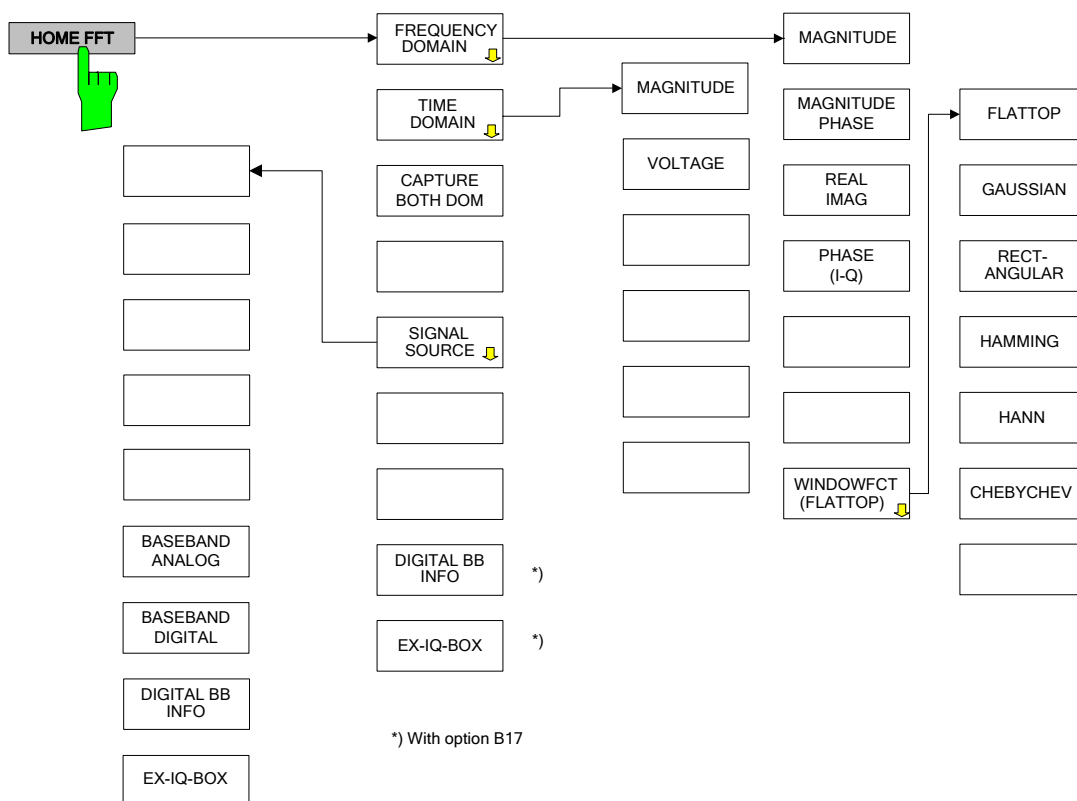 HOME FFT
FREQUENCY
DOMAIN
TIME
DOMAIN
CAPTURE
BOTH DOM
SIGNAL
SOURCE
DIGITAL BB
INFO
*)
EX-IQ-BOX
*)
*) With option B17
BASEBAND
ANALOG
BASEBAND
DIGITAL
DIGITAL BB
INFO
EX-IQ-BOX
MAGNITUDE
VOLTAGE
MAGNITUDE
MAGNITUDE
PHASE
REAL
IMAG
PHASE
(I-Q)
WINDOWFCT
(FLATTOP)
FLATTOP
GAUSSIAN
RECT-
ANGULAR
HAMMING
HANN
CHEBYCHEV